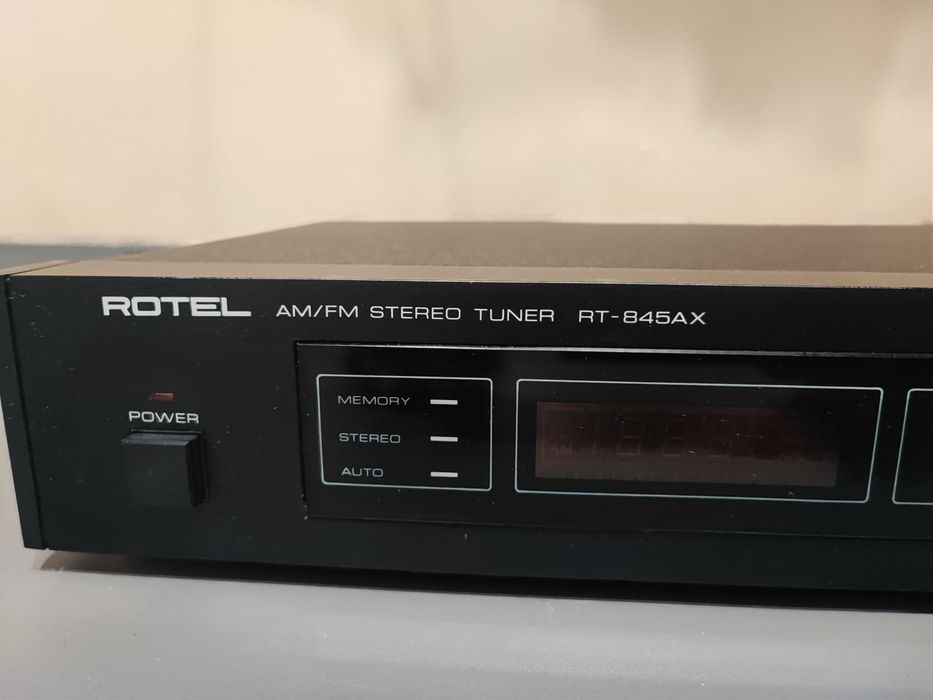 ROTEL AM/FM STEREO TUNER RT-845AX
POWER
MEMORY
STEREO
AUTO